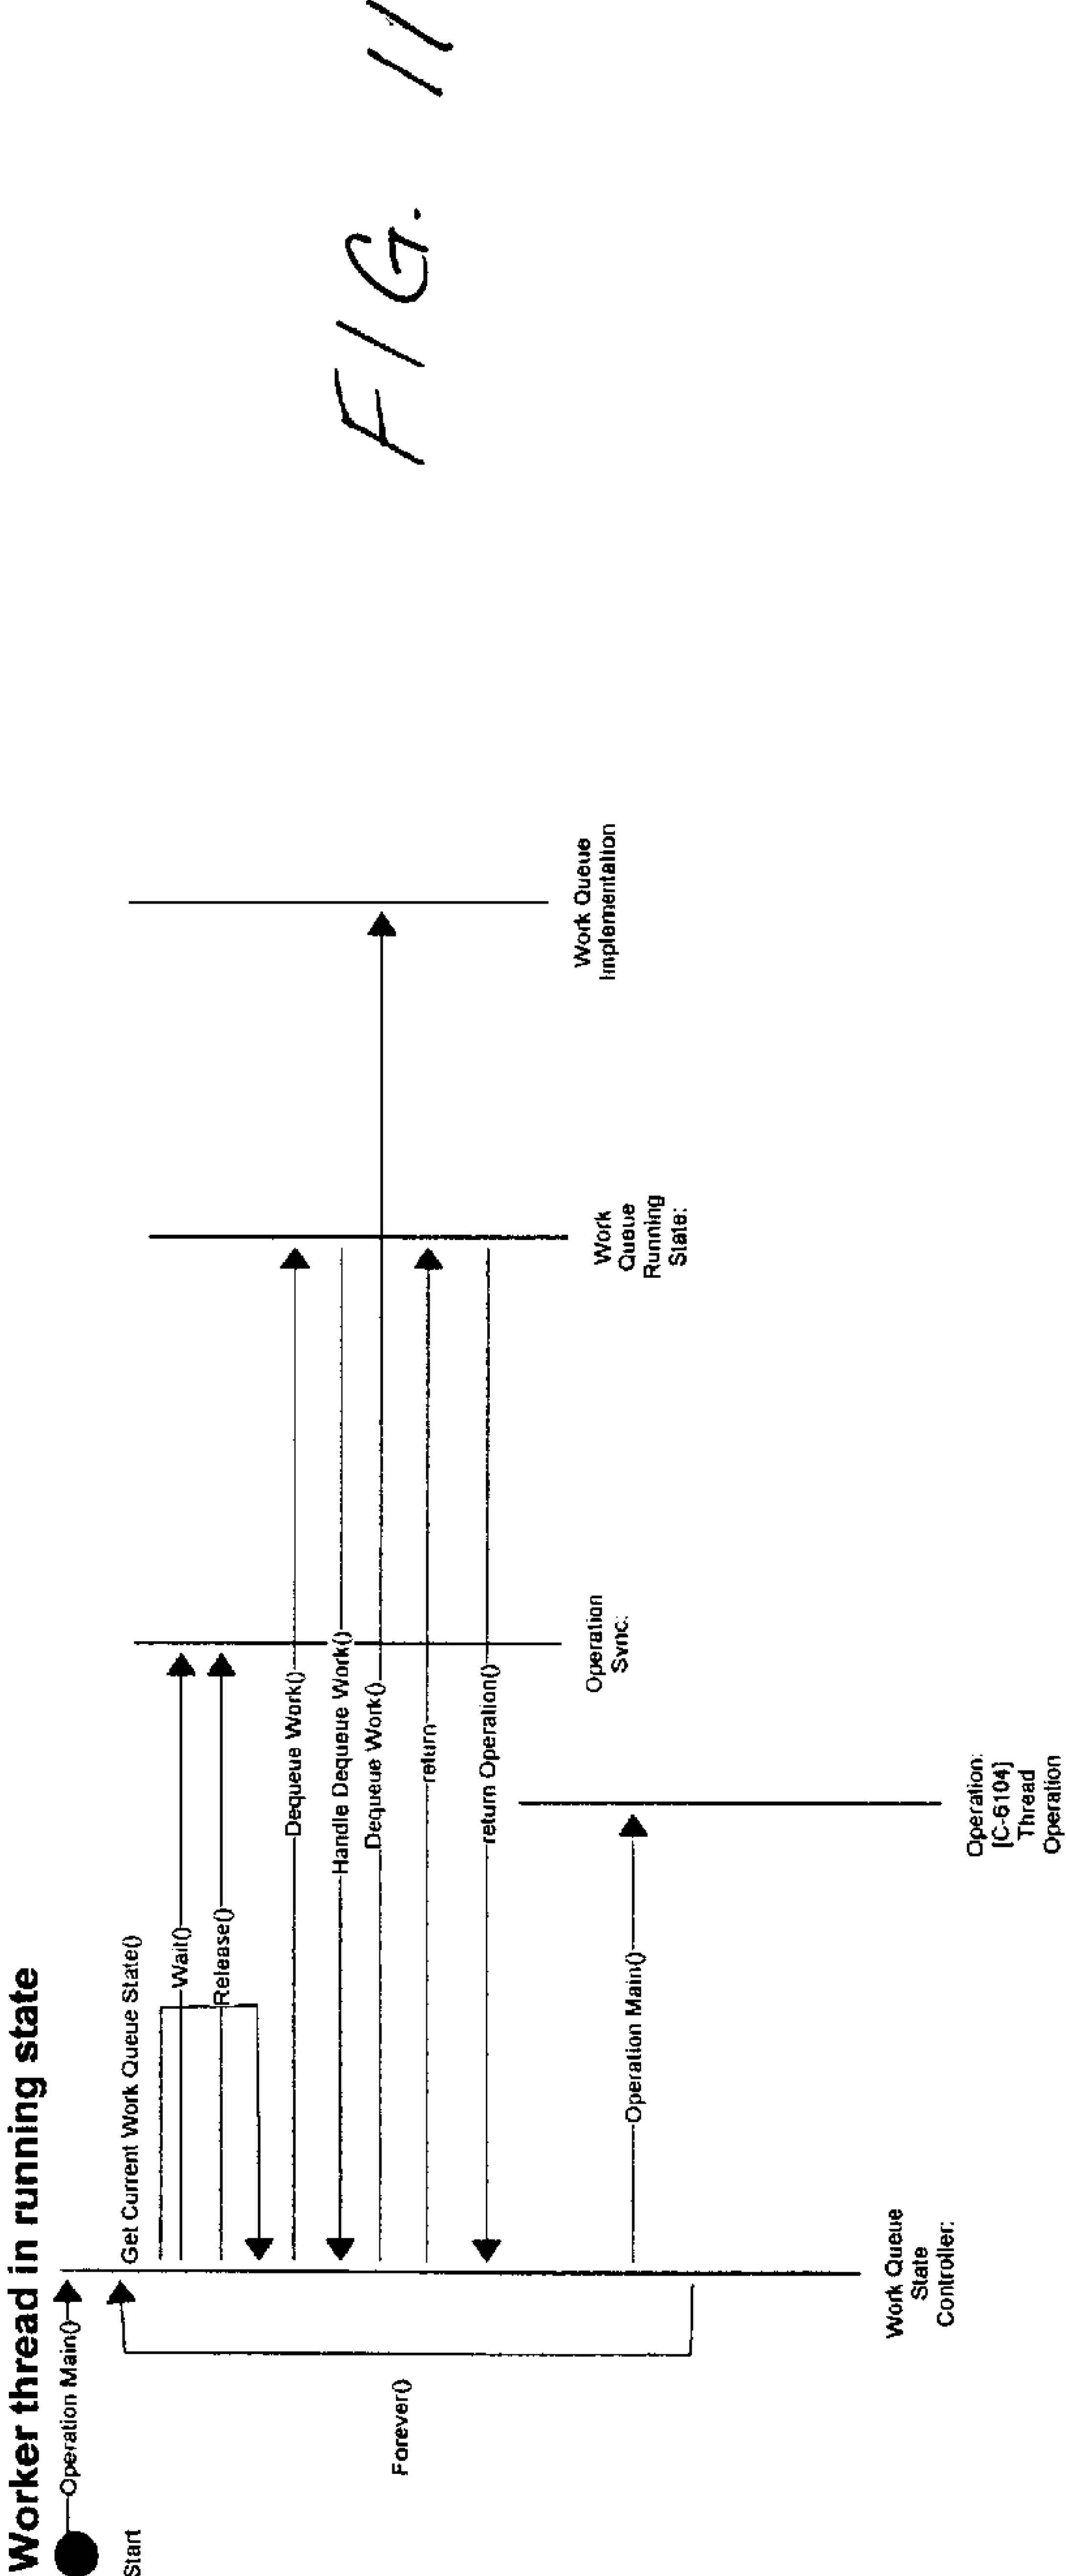 Worker thread in running state
Operation Main()
Start
Get Current Work Queue State()
Wait()
Release()
Dequeue Work()
Handle Dequeue Work()
Dequeue Work()
return
return Operation()
Operation Main()
Forever()
Work Queue
State
Controller:
Operation:
[C-6104]
Thread
Operation
Operation
Sync:
Work
Queue
Running
State:
Work Queue
Implementation
FIG. 11